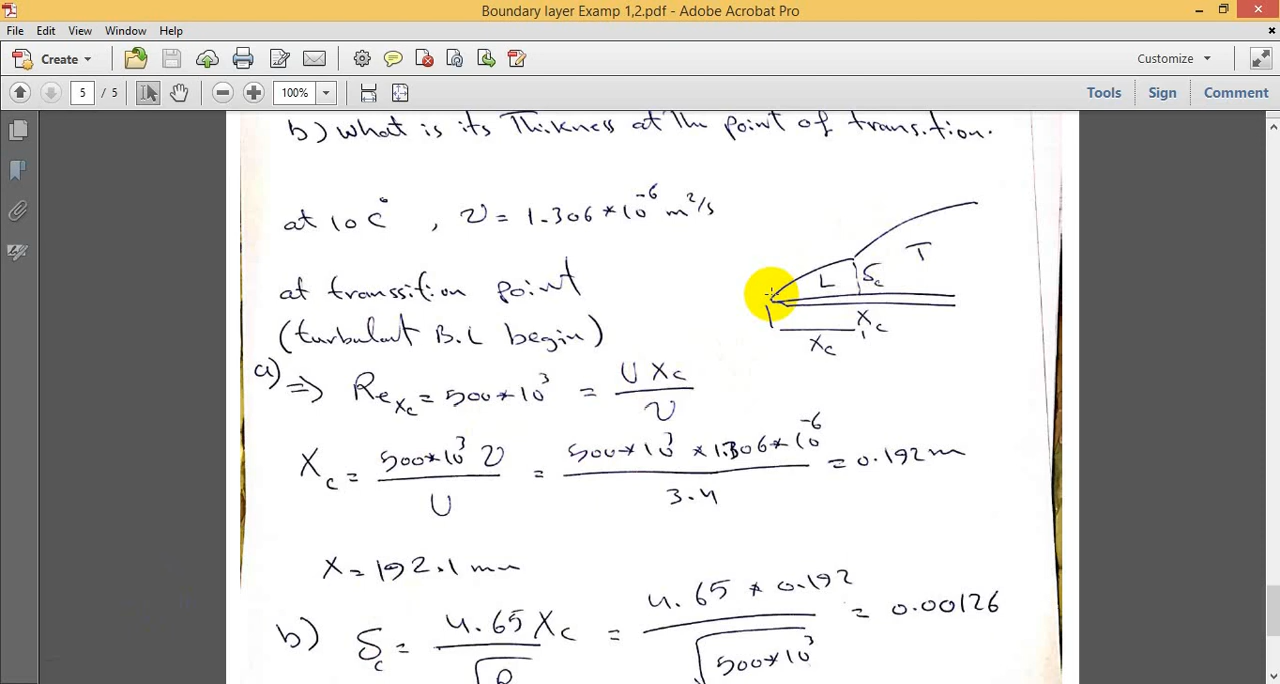 Boundary layer Examp 1,2.pdf - Adobe Acrobat Pro
File Edit View Window Help
Create
Customize
5 / 5
100%
Tools Sign Comment
b) What is its Thickness at The point of transition.
at 10 C° , ν = 1.306*10^-6 m²/s
at transsition point
(turbulant B.L begin)
L δc T
Xc
Xc
a) => Re_Xc = 500*10^3 = U Xc / ν
Xc = 500*10^3 ν / U = 500*10^3 * 1.306*10^-6 / 3.4 = 0.192 m
X = 192.1 mm
b) δc = 4.65 Xc / √R = 4.65 * 0.192 / √500*10^3 = 0.00126